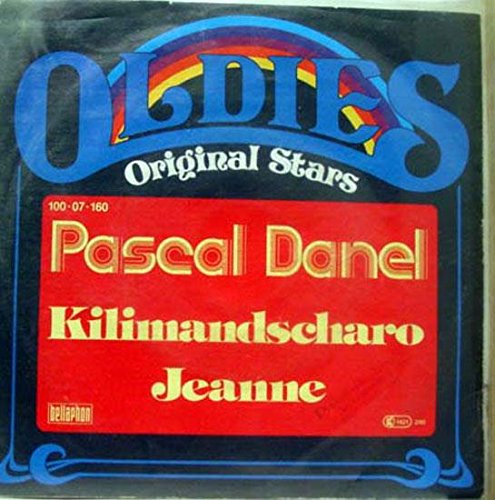 OLDIES
Original Stars
100-07-160
Pascal Danel
Kilimandscharo
Jeanne
bellaphon